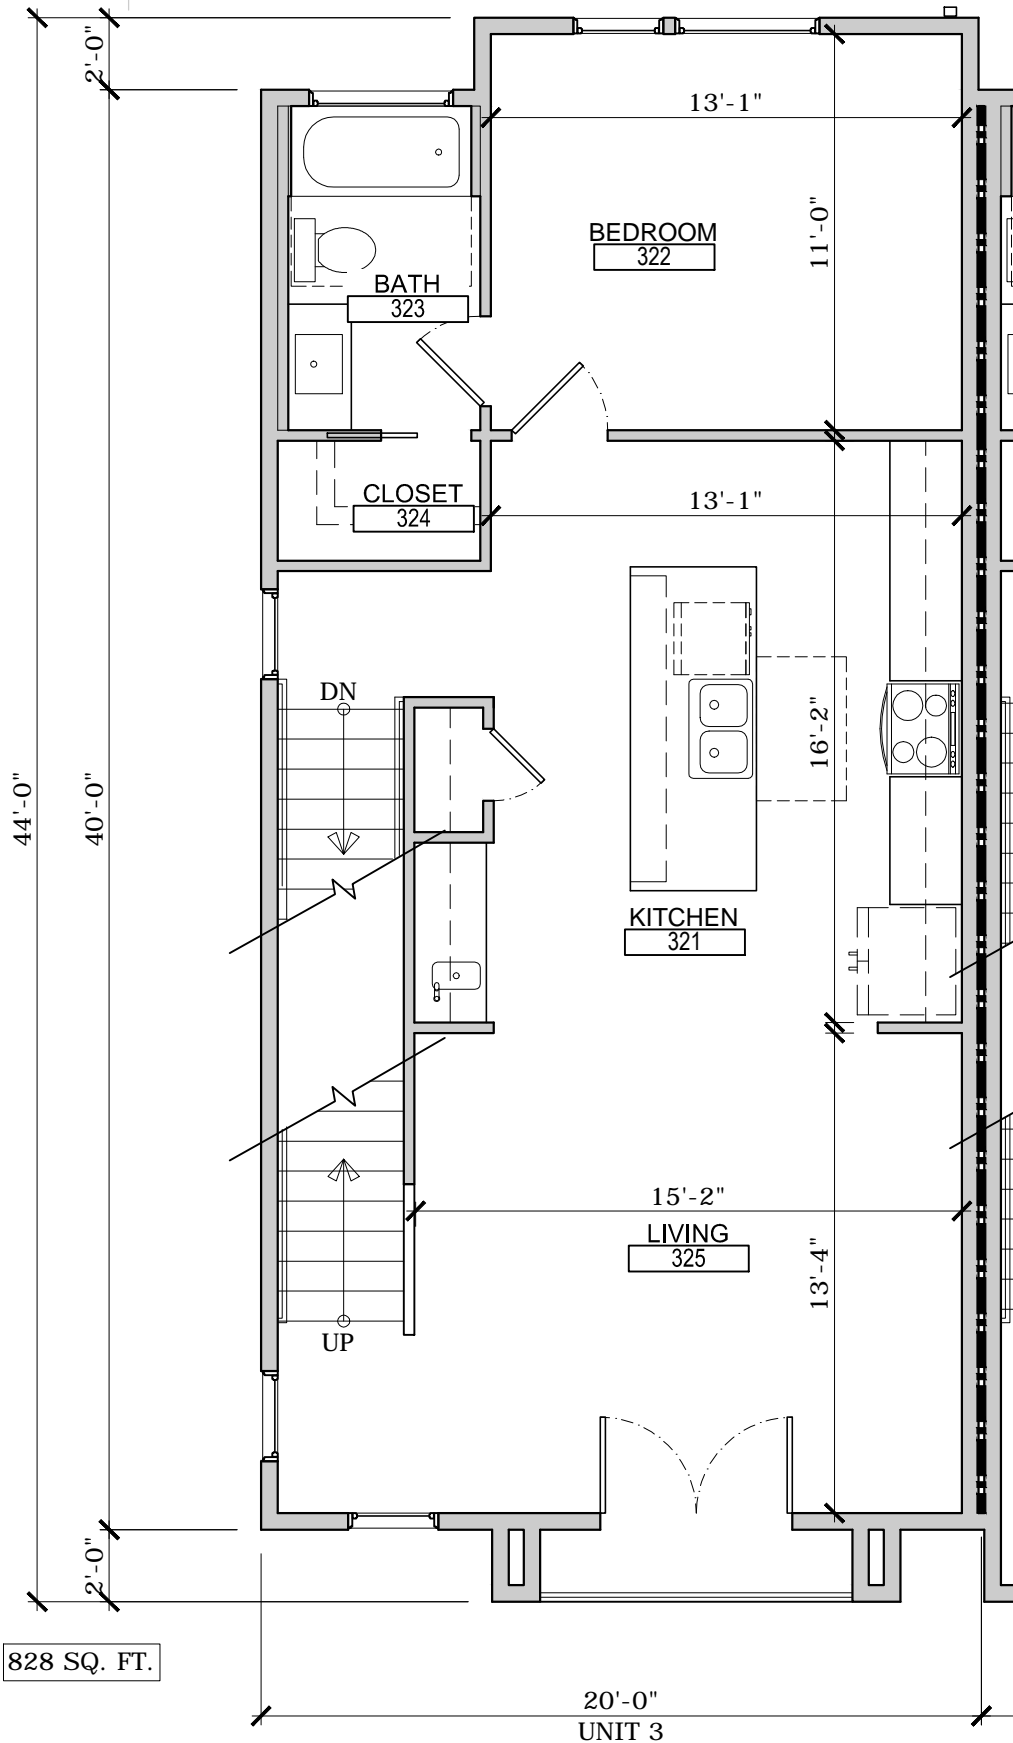 2'-0"
13'-1"
11'-0"
BEDROOM
322
BATH
323
CLOSET
324
13'-1"
DN
16'-2"
44'-0"
40'-0"
KITCHEN
321
15'-2"
LIVING
325
13'-4"
UP
2'-0"
828 SQ. FT.
20'-0"
UNIT 3